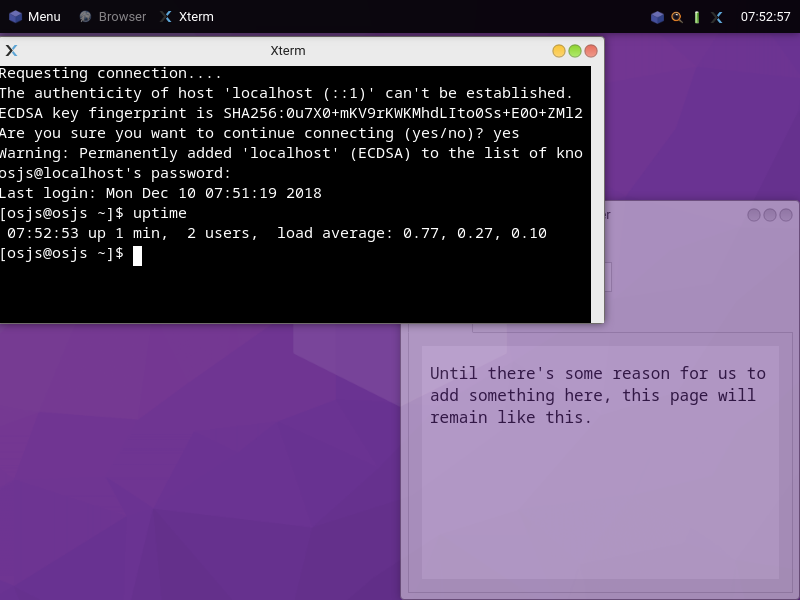 Menu Browser Xterm 07:52:57
Xterm
Requesting connection....
The authenticity of host 'localhost (::1)' can't be established.
ECDSA key fingerprint is SHA256:0u7X0+mKV9rKWKMhdLIto0Ss+E0O+ZMl2
Are you sure you want to continue connecting (yes/no)? yes
Warning: Permanently added 'localhost' (ECDSA) to the list of kno
osjs@localhost's password:
Last login: Mon Dec 10 07:51:19 2018
[osjs@osjs ~]$ uptime
07:52:53 up 1 min,  2 users,  load average: 0.77, 0.27, 0.10
[osjs@osjs ~]$
Until there's some reason for us to
add something here, this page will
remain like this.